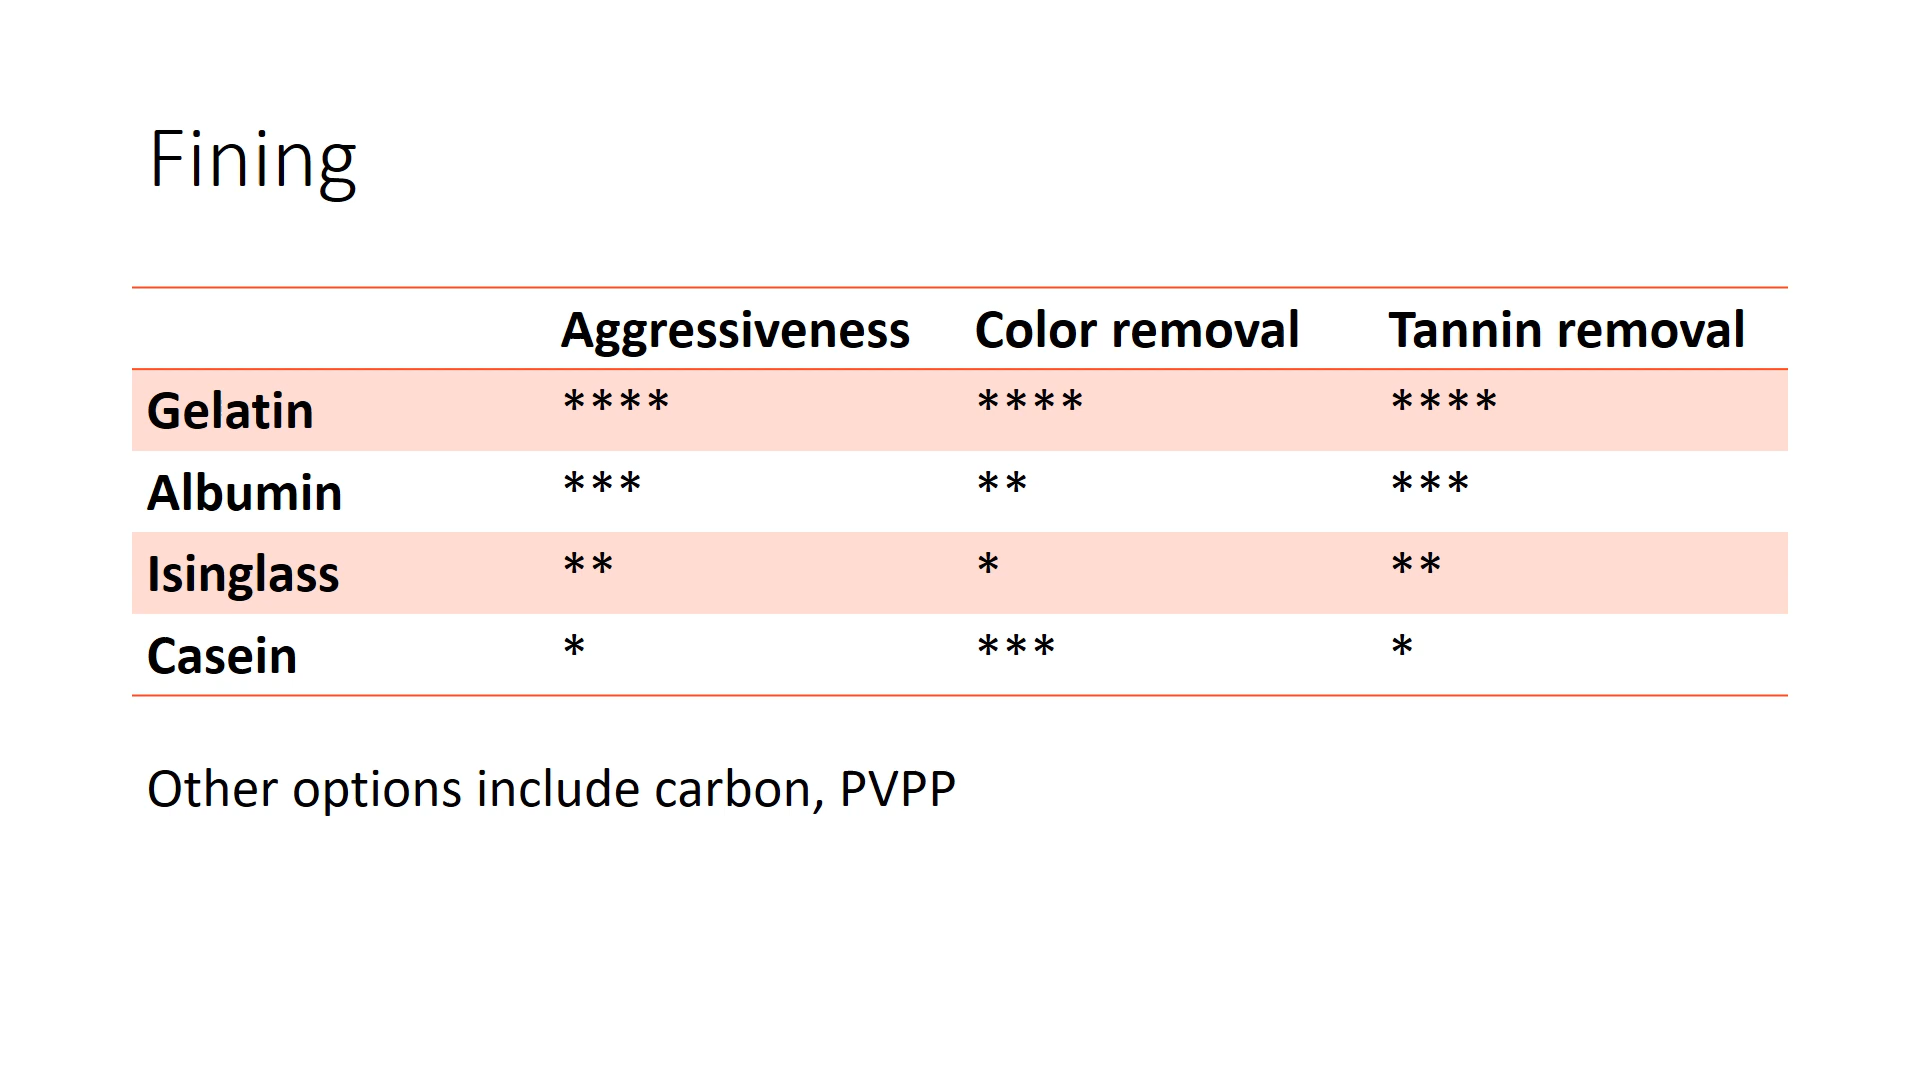 Fining
Aggressiveness Color removal Tannin removal
Gelatin **** **** ****
Albumin *** ** ***
Isinglass ** * **
Casein * *** *
Other options include carbon, PVPP